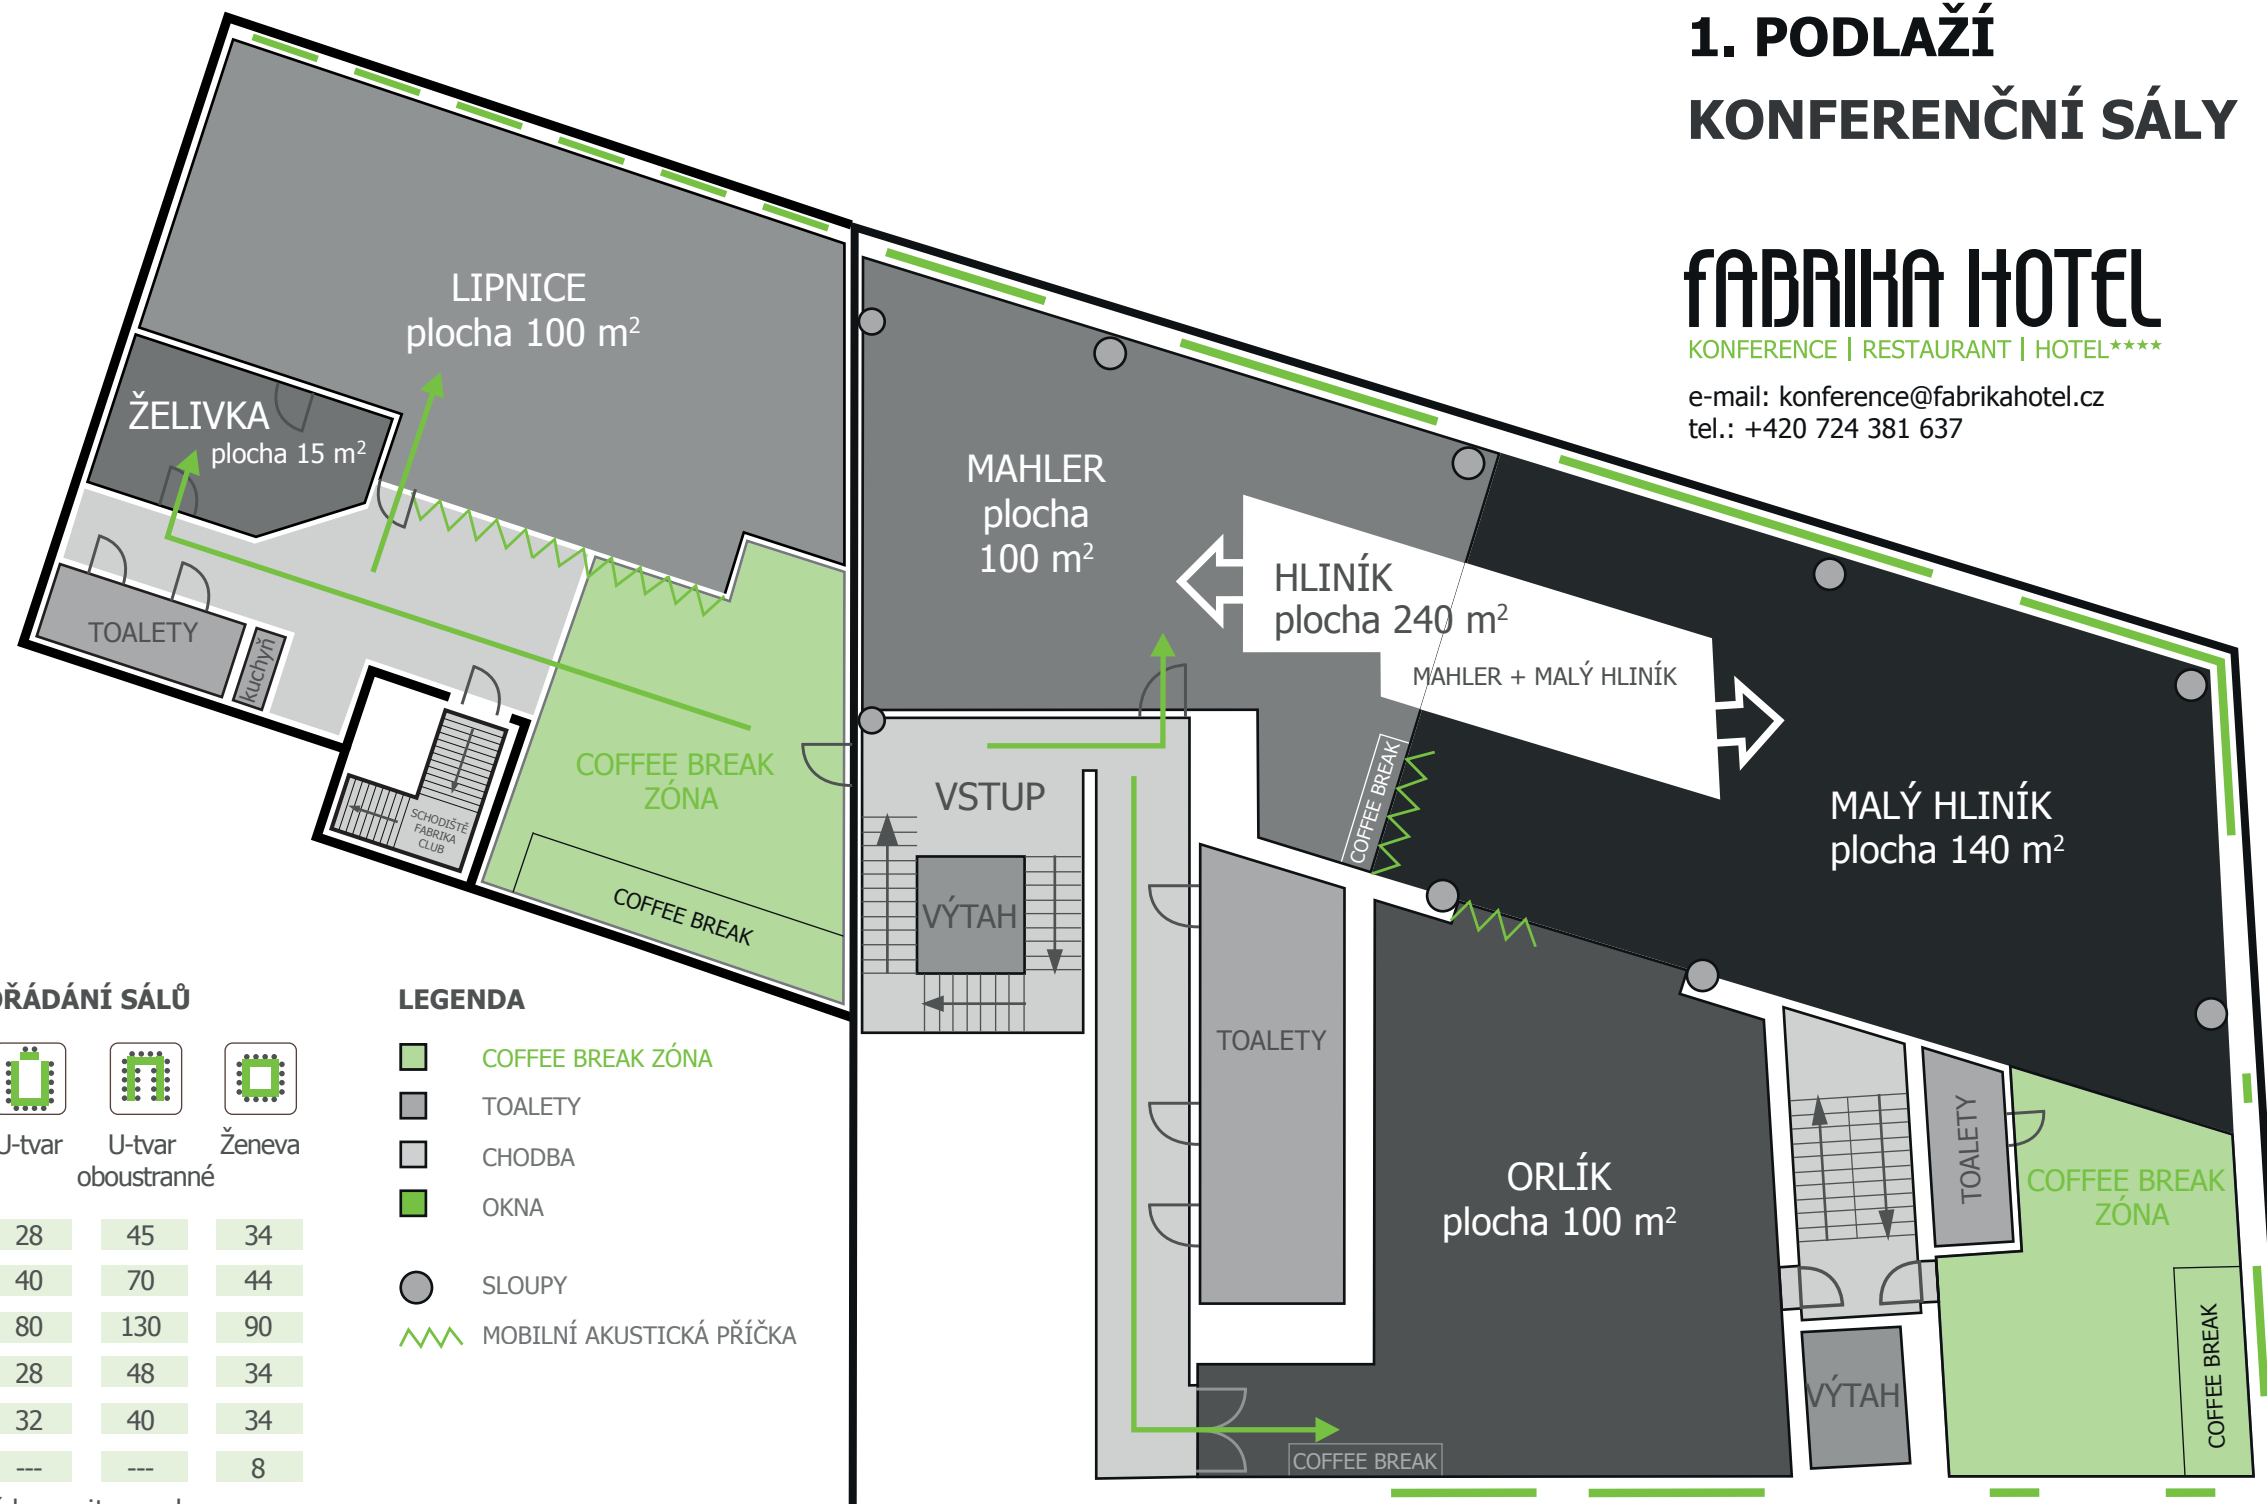 1. PODLAŽÍ
KONFERENČNÍ SÁLY
fABRIKA HOTEL
KONFERENCE | RESTAURANT | HOTEL★★★★
e-mail: konference@fabrikahotel.cz
tel.: +420 724 381 637
LIPNICE
plocha 100 m²
ŽELIVKA
plocha 15 m²
TOALETY
kuchyň
SCHODIŠTĚ
FABRIKA
CLUB
COFFEE BREAK
ZÓNA
COFFEE BREAK
MAHLER
plocha
100 m²
HLINÍK
plocha 240 m²
MAHLER + MALÝ HLINÍK
COFFEE BREAK
MALÝ HLINÍK
plocha 140 m²
VSTUP
VÝTAH
TOALETY
ORLÍK
plocha 100 m²
COFFEE BREAK
TOALETY
VÝTAH
COFFEE BREAK
ZÓNA
COFFEE BREAK
OŘÁDÁNÍ SÁLŮ
U-tvar
U-tvar
oboustranné
Ženeva
28 45 34
40 70 44
80 130 90
28 48 34
32 40 34
--- --- 8
LEGENDA
COFFEE BREAK ZÓNA
TOALETY
CHODBA
OKNA
SLOUPY
MOBILNÍ AKUSTICKÁ PŘÍČKA